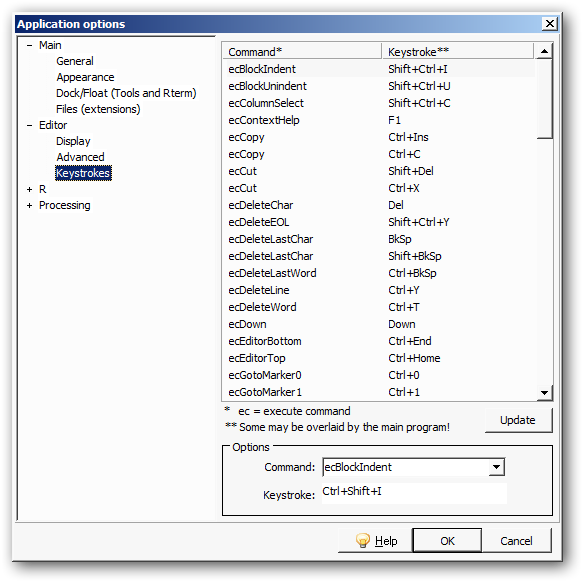 Application options
Main
General
Appearance
Dock/Float (Tools and Rterm)
Files (extensions)
Editor
Display
Advanced
Keystrokes
R
Processing
Command* Keystroke**
ecBlockIndent Shift+Ctrl+I
ecBlockUnindent Shift+Ctrl+U
ecColumnSelect Shift+Ctrl+C
ecContextHelp F1
ecCopy Ctrl+Ins
ecCopy Ctrl+C
ecCut Shift+Del
ecCut Ctrl+X
ecDeleteChar Del
ecDeleteEOL Shift+Ctrl+Y
ecDeleteLastChar BkSp
ecDeleteLastChar Shift+BkSp
ecDeleteLastWord Ctrl+BkSp
ecDeleteLine Ctrl+Y
ecDeleteWord Ctrl+T
ecDown Down
ecEditorBottom Ctrl+End
ecEditorTop Ctrl+Home
ecGotoMarker0 Ctrl+0
ecGotoMarker1 Ctrl+1
* ec = execute command
** Some may be overlaid by the main program!
Update
Options
Command: ecBlockIndent
Keystroke: Ctrl+Shift+I
Help OK Cancel